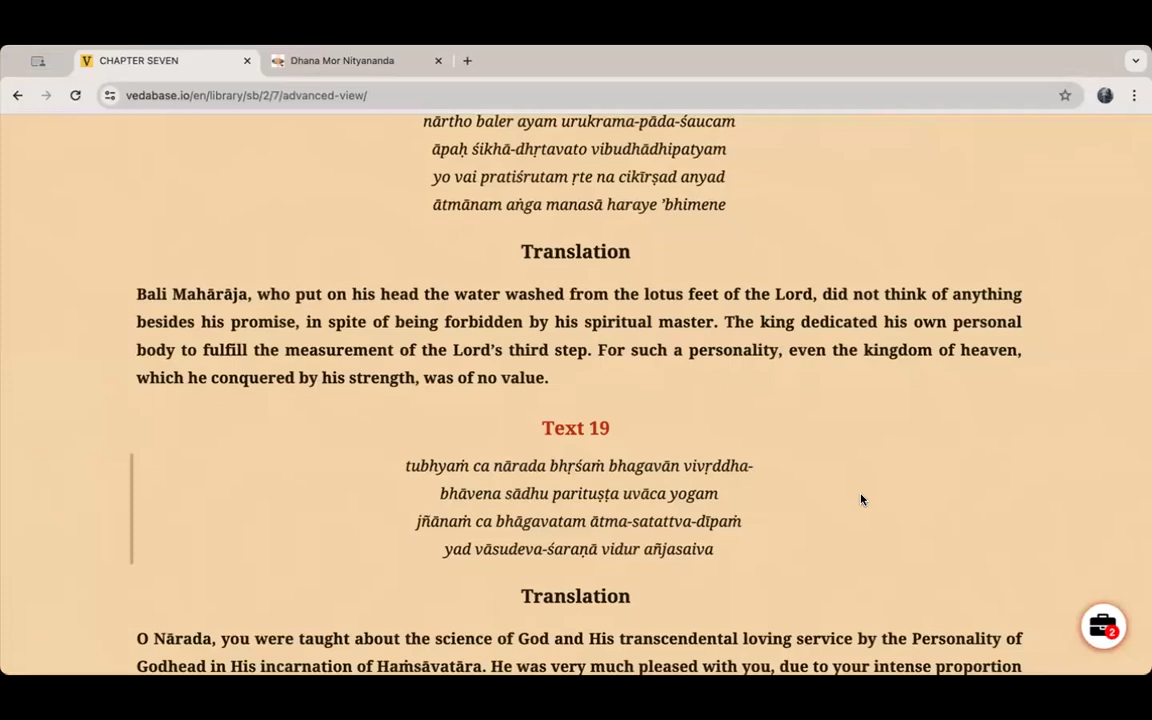 CHAPTER SEVEN
Dhana Mor Nityananda
vedabase.io/en/library/sb/2/7/advanced-view/
nārtho baler ayam urukrama-pāda-śaucam
āpaḥ śikhā-dhṛtavato vibudhādhipatyam
yo vai pratiśrutam ṛte na cikīrṣad anyad
ātmānam aṅga manasā haraye ’bhimene
Translation
Bali Mahārāja, who put on his head the water washed from the lotus feet of the Lord, did not think of anything
besides his promise, in spite of being forbidden by his spiritual master. The king dedicated his own personal
body to fulfill the measurement of the Lord’s third step. For such a personality, even the kingdom of heaven,
which he conquered by his strength, was of no value.
Text 19
tubhyaṁ ca nārada bhṛśaṁ bhagavān vivṛddha-
bhāvena sādhu parituṣṭa uvāca yogam
jñānaṁ ca bhāgavatam ātma-satattva-dīpaṁ
yad vāsudeva-śaraṇā vidur añjasaiva
Translation
O Nārada, you were taught about the science of God and His transcendental loving service by the Personality of
Godhead in His incarnation of Haṁsāvatāra. He was very much pleased with you, due to your intense proportion
2